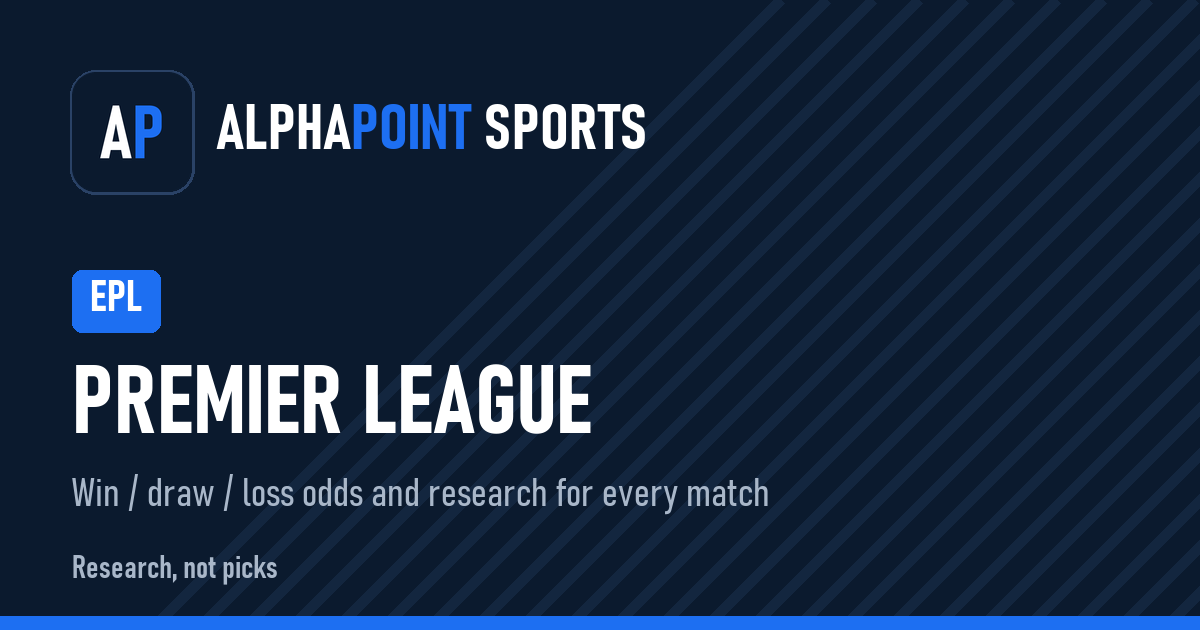 AP
ALPHAPOINT SPORTS
EPL
PREMIER LEAGUE
Win / draw / loss odds and research for every match
Research, not picks